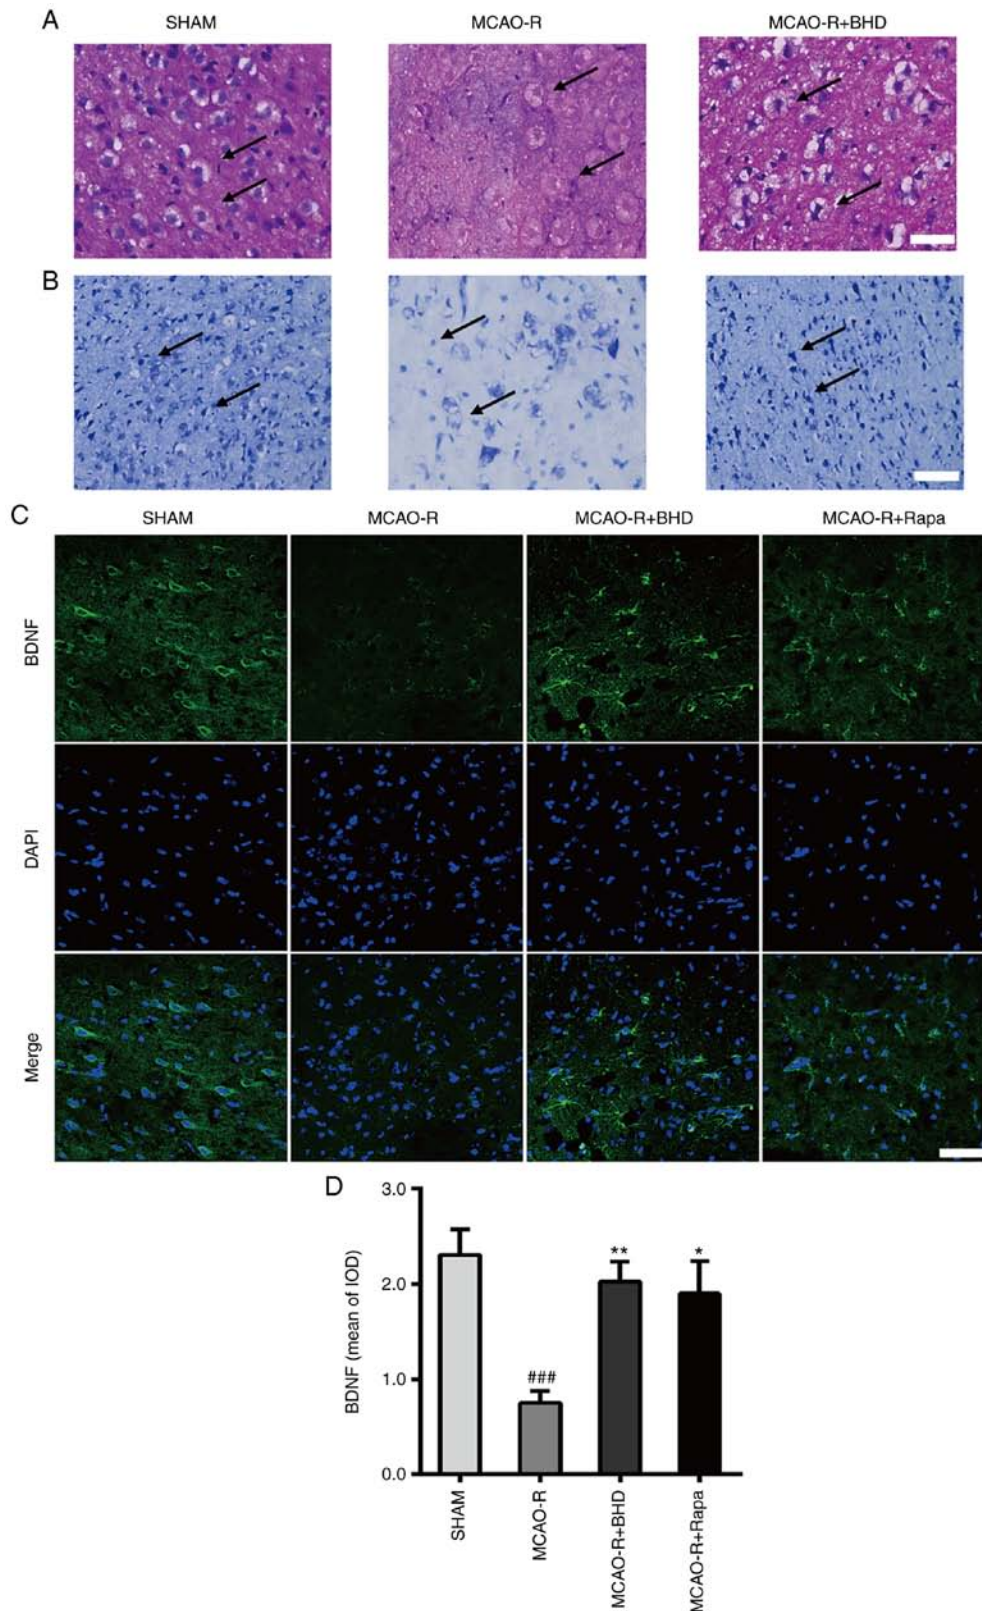 A
SHAM
MCAO-R
MCAO-R+BHD
B
C
SHAM
MCAO-R
MCAO-R+BHD
MCAO-R+Rapa
BDNF
DAPI
Merge
D
BDNF (mean of IOD)
3.0
2.0
1.0
0.0
###
**
*
SHAM
MCAO-R
MCAO-R+BHD
MCAO-R+Rapa